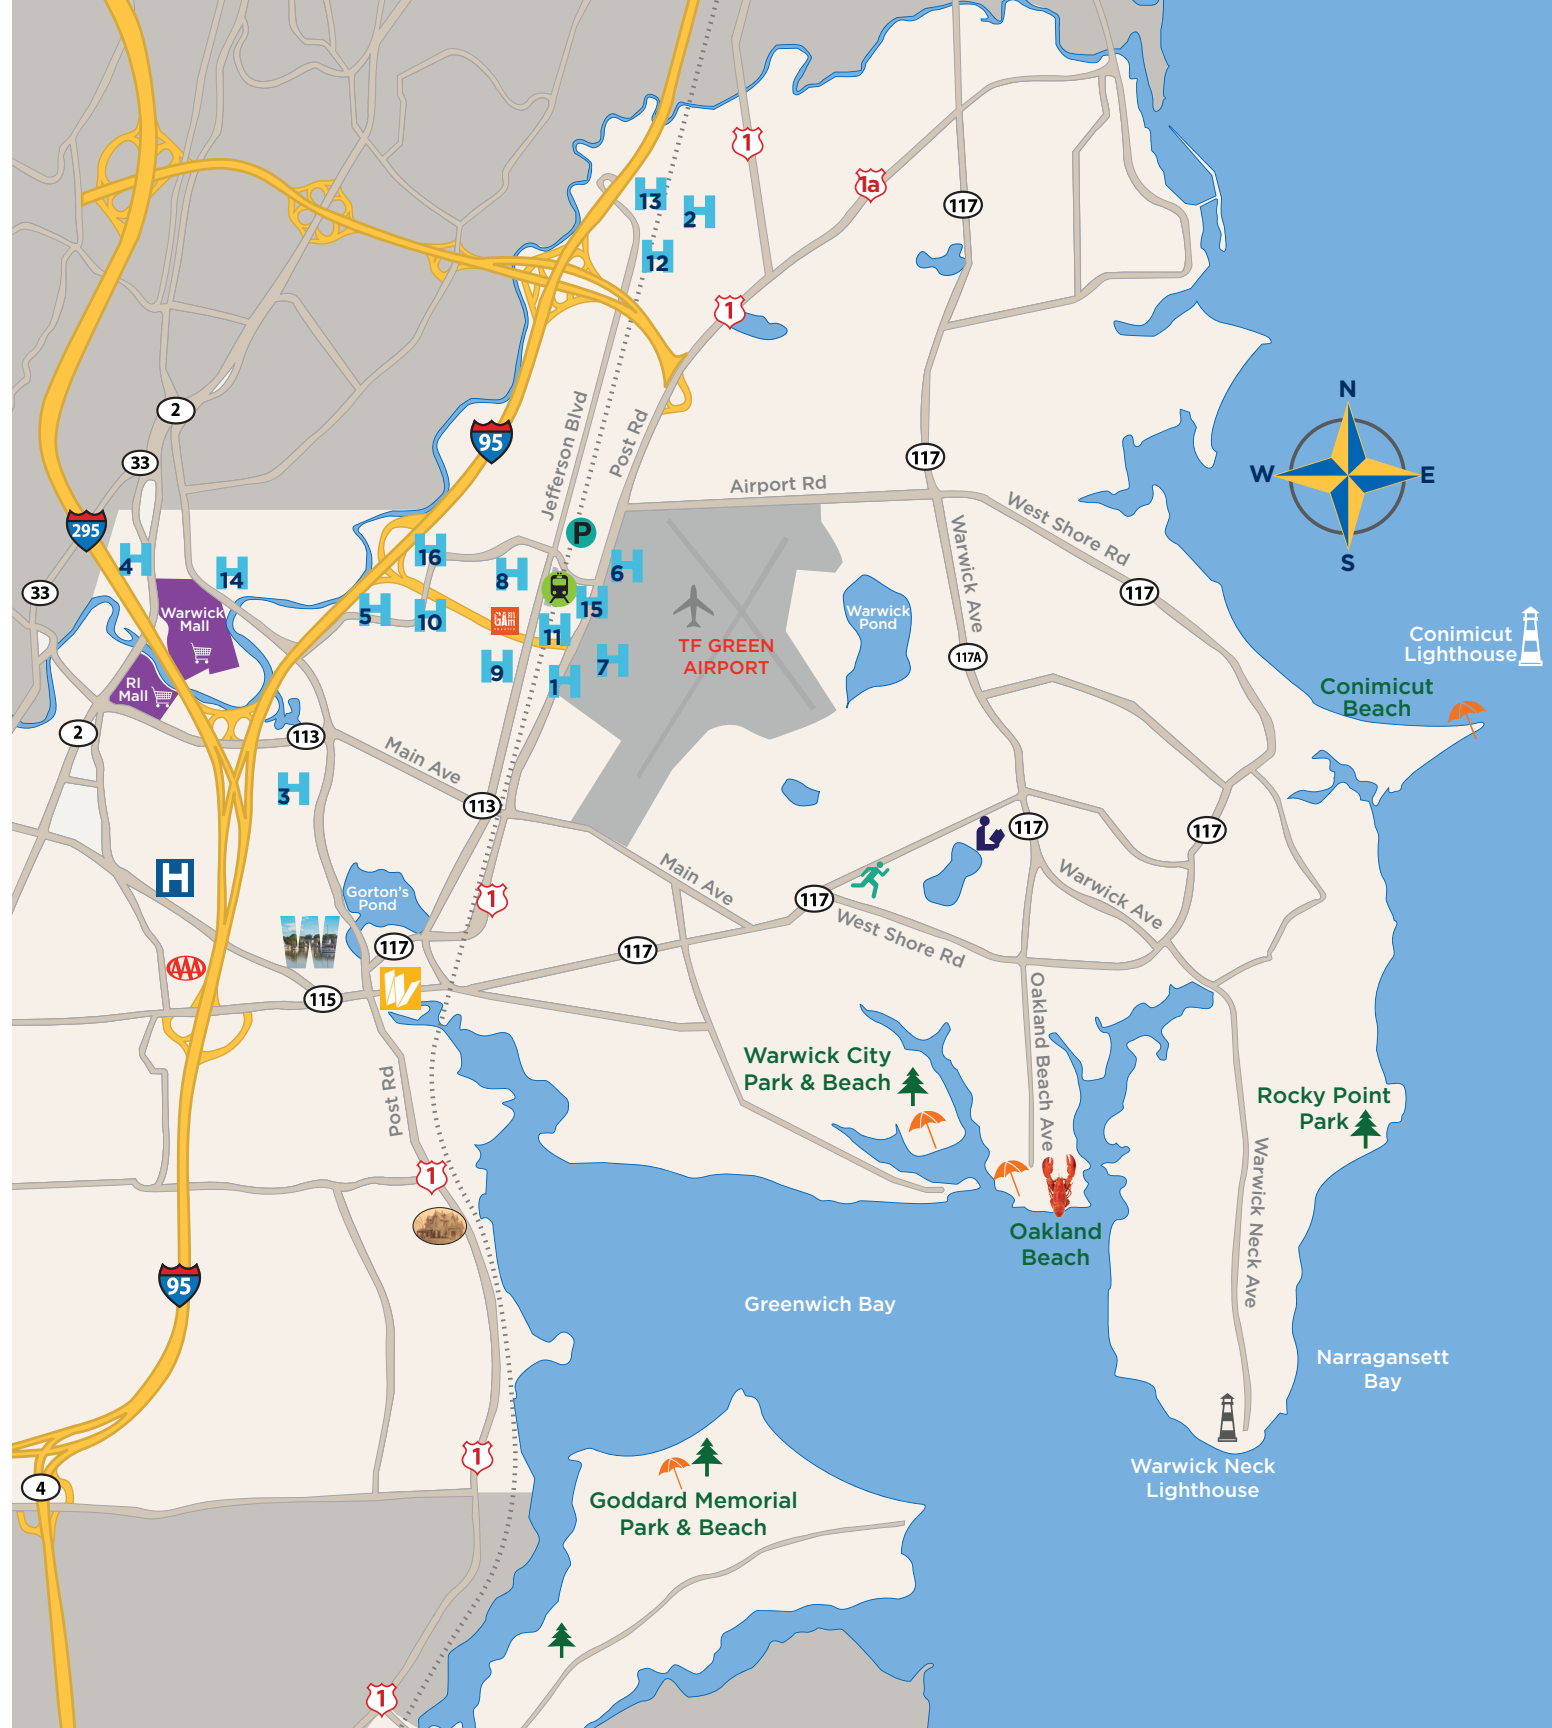 1
1a
13
2
117
12
1
N
W
E
S
2
95
33
Jefferson Blvd
Post Rd
117
Airport Rd
West Shore Rd
295
P
Warwick Ave
4
14
16
8
6
33
117
5
10
15
11
9
7
1
Warwick
Mall
RI
Mall
TF GREEN
AIRPORT
Warwick
Pond
117A
Conimicut
Lighthouse
Conimicut
Beach
2
113
Main Ave
3
113
117
117
H
Main Ave
Warwick Ave
Gorton's
Pond
1
117
West Shore Rd
W
117
117
AAA
115
Oakland Beach Ave
Post Rd
Warwick City
Park & Beach
Rocky Point
Park
Warwick Neck Ave
1
Oakland
Beach
95
Greenwich Bay
Narragansett
Bay
1
4
Warwick Neck
Lighthouse
Goddard Memorial
Park & Beach
1